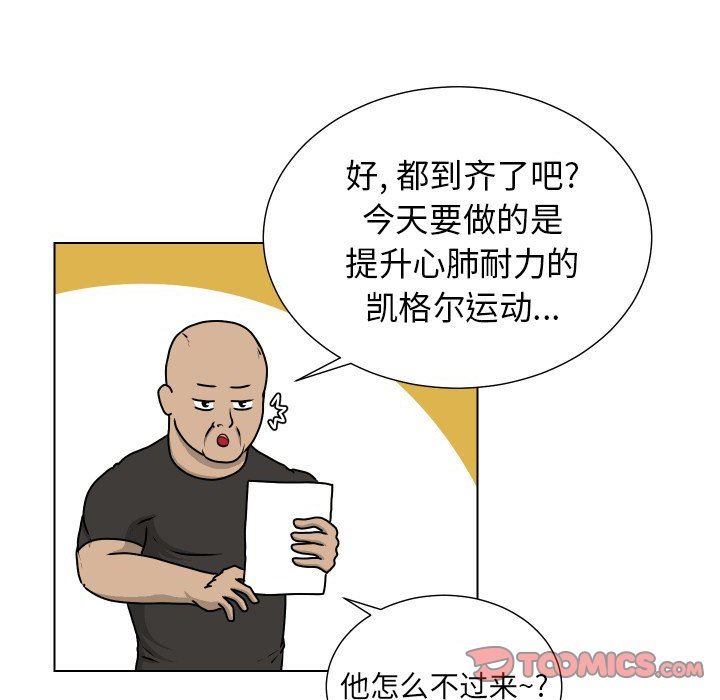 好, 都到齐了吧?
今天要做的是
提升心肺耐力的
凯格尔运动...
他怎么不过来~?
TOOMICS.COM